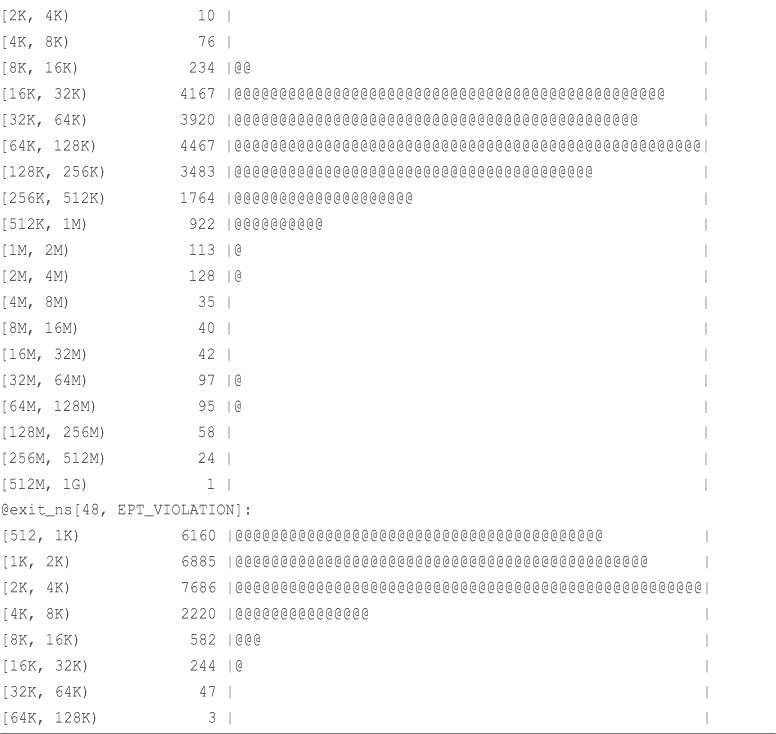 [2K, 4K)             10 |                                                    |
[4K, 8K)             76 |                                                    |
[8K, 16K)           234 |@@                                                  |
[16K, 32K)         4167 |@@@@@@@@@@@@@@@@@@@@@@@@@@@@@@@@@@@@@@@@@@@@@@@@    |
[32K, 64K)         3920 |@@@@@@@@@@@@@@@@@@@@@@@@@@@@@@@@@@@@@@@@@@@@@       |
[64K, 128K)        4467 |@@@@@@@@@@@@@@@@@@@@@@@@@@@@@@@@@@@@@@@@@@@@@@@@@@@@|
[128K, 256K)       3483 |@@@@@@@@@@@@@@@@@@@@@@@@@@@@@@@@@@@@@@@@            |
[256K, 512K)       1764 |@@@@@@@@@@@@@@@@@@@@                                |
[512K, 1M)          922 |@@@@@@@@@@                                          |
[1M, 2M)            113 |@                                                   |
[2M, 4M)            128 |@                                                   |
[4M, 8M)             35 |                                                    |
[8M, 16M)            40 |                                                    |
[16M, 32M)           42 |                                                    |
[32M, 64M)           97 |@                                                   |
[64M, 128M)          95 |@                                                   |
[128M, 256M)         58 |                                                    |
[256M, 512M)         24 |                                                    |
[512M, 1G)            1 |                                                    |
@exit_ns[48, EPT_VIOLATION]:
[512, 1K)          6160 |@@@@@@@@@@@@@@@@@@@@@@@@@@@@@@@@@@@@@@@@@           |
[1K, 2K)           6885 |@@@@@@@@@@@@@@@@@@@@@@@@@@@@@@@@@@@@@@@@@@@@@@      |
[2K, 4K)           7686 |@@@@@@@@@@@@@@@@@@@@@@@@@@@@@@@@@@@@@@@@@@@@@@@@@@@@|
[4K, 8K)           2220 |@@@@@@@@@@@@@@@                                     |
[8K, 16K)           582 |@@@                                                 |
[16K, 32K)          244 |@                                                   |
[32K, 64K)           47 |                                                    |
[64K, 128K)           3 |                                                    |